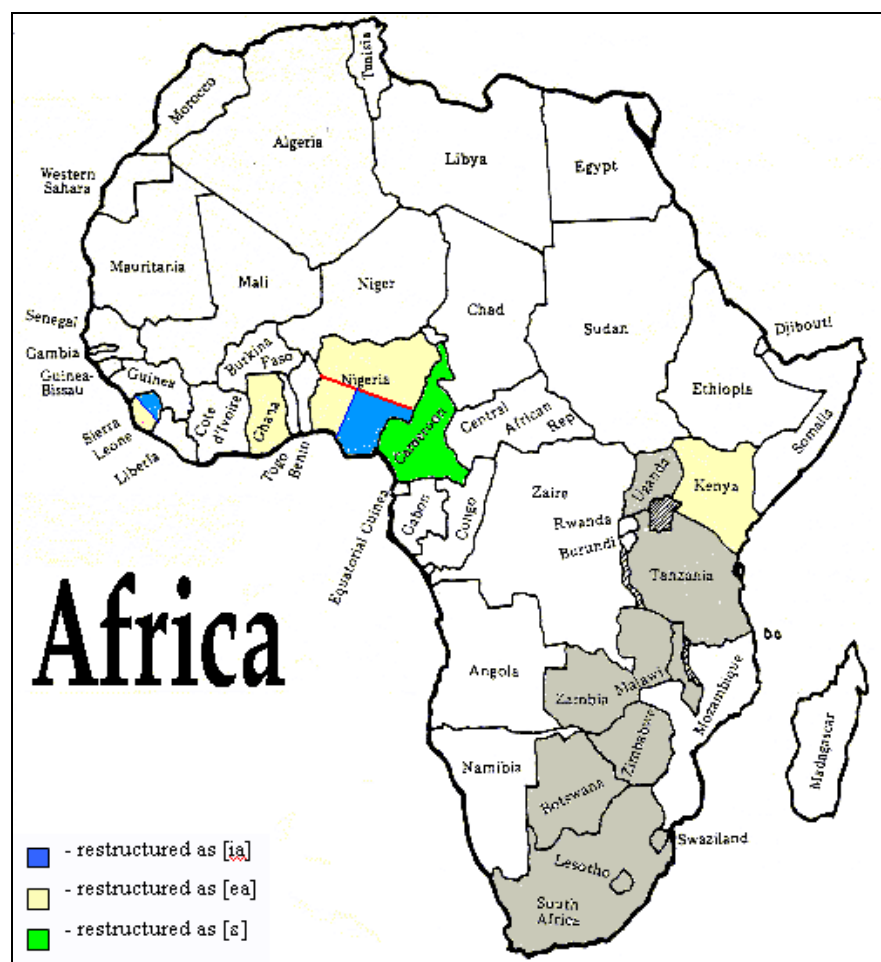 Tunisia
Morocco
Algeria
Libya
Egypt
Western
Sahara
Mauritania
Mali
Niger
Chad
Sudan
Senegal
Gambia
Guinea-
Bissau
Guinea
Burkina
Faso
Nigeria
Djibouti
Ethiopia
Somalia
Sierra
Leone
Liberia
Cote
d'Ivoire
Ghana
Togo
Benin
Cameroon
Central
African Rep
Uganda
Kenya
Equatorial Guinea
Gabon
Congo
Zaire
Rwanda
Burundi
Tanzania
Africa
Angola
Zambia
Malawi
Mozambique
Madagascar
Zimbabwe
Namibia
Botswana
Swaziland
Lesotho
South
Africa
- restructured as [ia]
- restructured as [ea]
- restructured as [s]